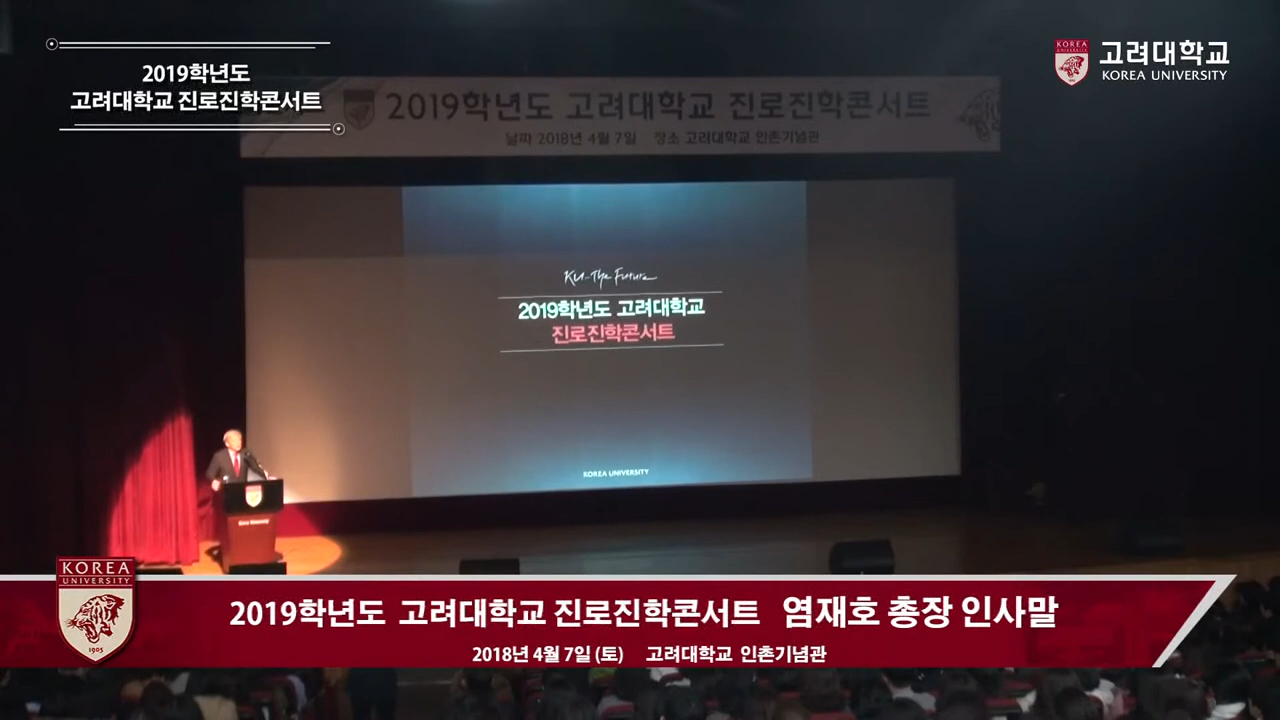 2019학년도
고려대학교 진로진학콘서트
KOREA
UNIVERSITY
고려대학교
KOREA UNIVERSITY
2019학년도 고려대학교 진로진학콘서트
날짜 2018년 4월 7일 장소 고려대학교 인촌기념관
KU-The Future
2019학년도 고려대학교
진로진학콘서트
KOREA UNIVERSITY
Korea University
KOREA
UNIVERSITY
1905
2019학년도 고려대학교 진로진학콘서트 염재호 총장 인사말
2018년 4월 7일 (토) 고려대학교 인촌기념관